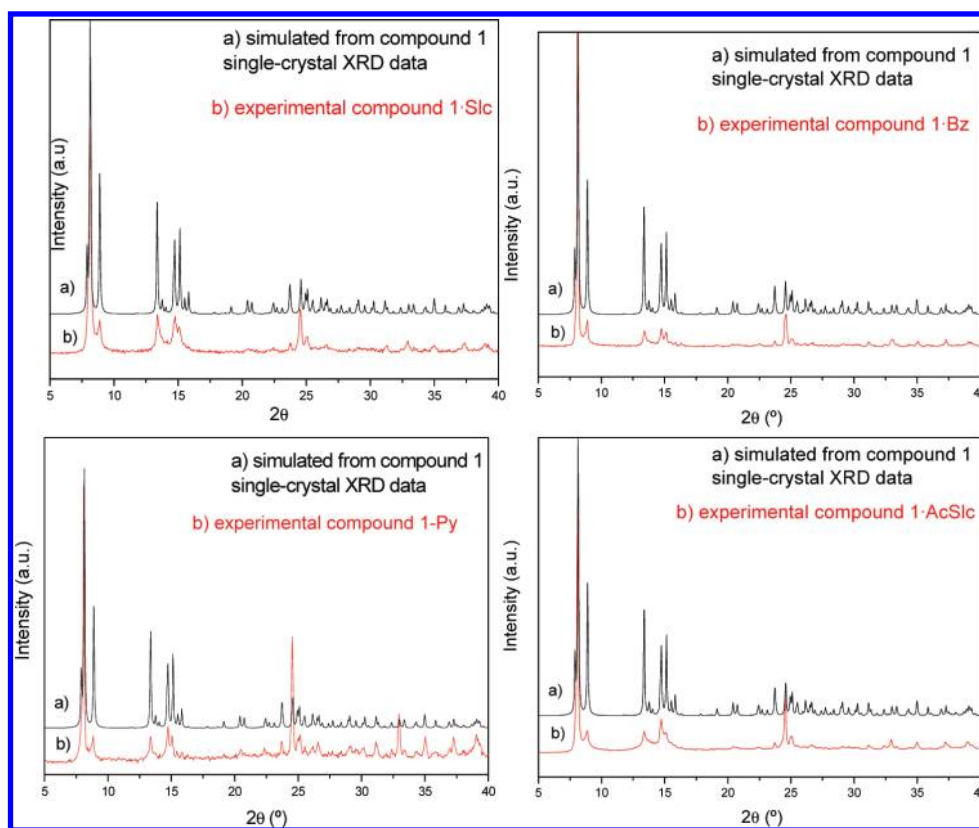 a) simulated from compound 1
single-crystal XRD data
b) experimental compound 1·Slc
Intensity (a.u)
a)
b)
5 10 15 20 25 30 35 40
2θ
a) simulated from compound 1
single-crystal XRD data
b) experimental compound 1·Bz
Intensity (a.u.)
a)
b)
5 10 15 20 25 30 35 40
2θ (º)
a) simulated from compound 1
single-crystal XRD data
b) experimental compound 1-Py
Intensity (a.u.)
a)
b)
5 10 15 20 25 30 35 40
2θ (º)
a) simulated from compound 1
single-crystal XRD data
b) experimental compound 1·AcSlc
Intensity (a.u.)
a)
b)
5 10 15 20 25 30 35 40
2θ (º)